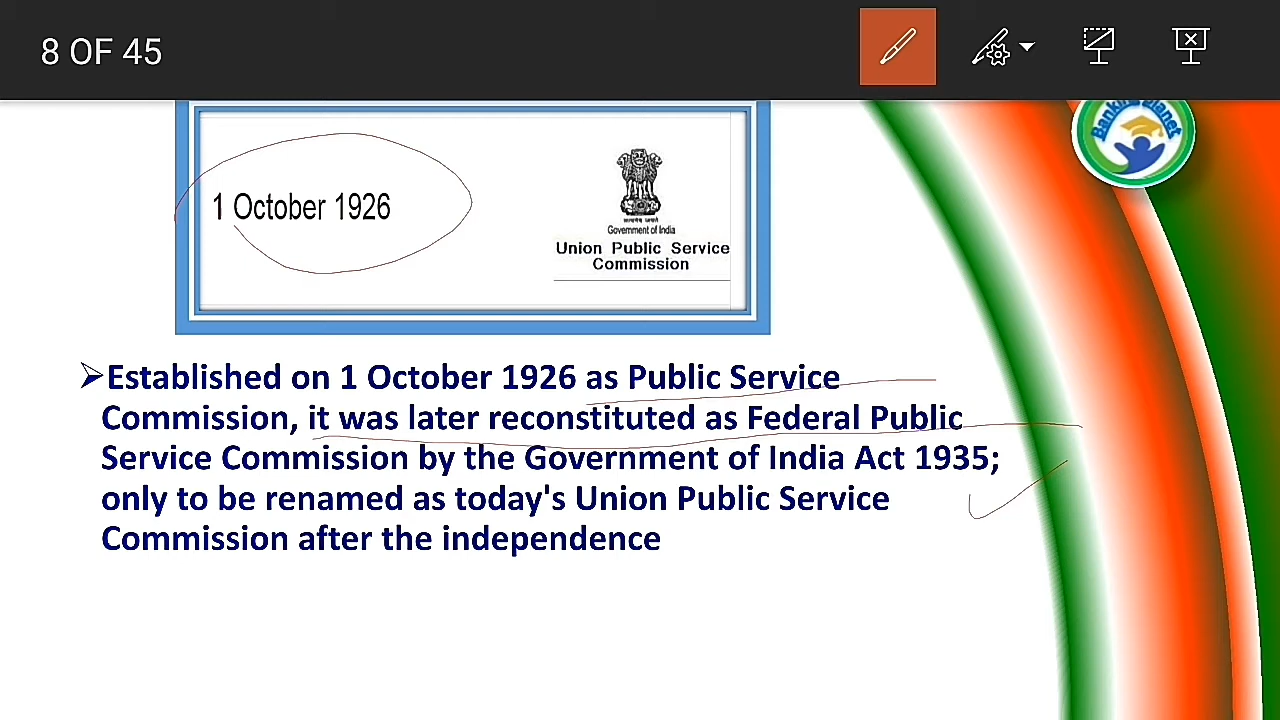 8 OF 45
Banking Planet
1 October 1926
सत्यमेव जयते
Government of India
Union Public Service
Commission
➢Established on 1 October 1926 as Public Service
Commission, it was later reconstituted as Federal Public
Service Commission by the Government of India Act 1935;
only to be renamed as today's Union Public Service
Commission after the independence